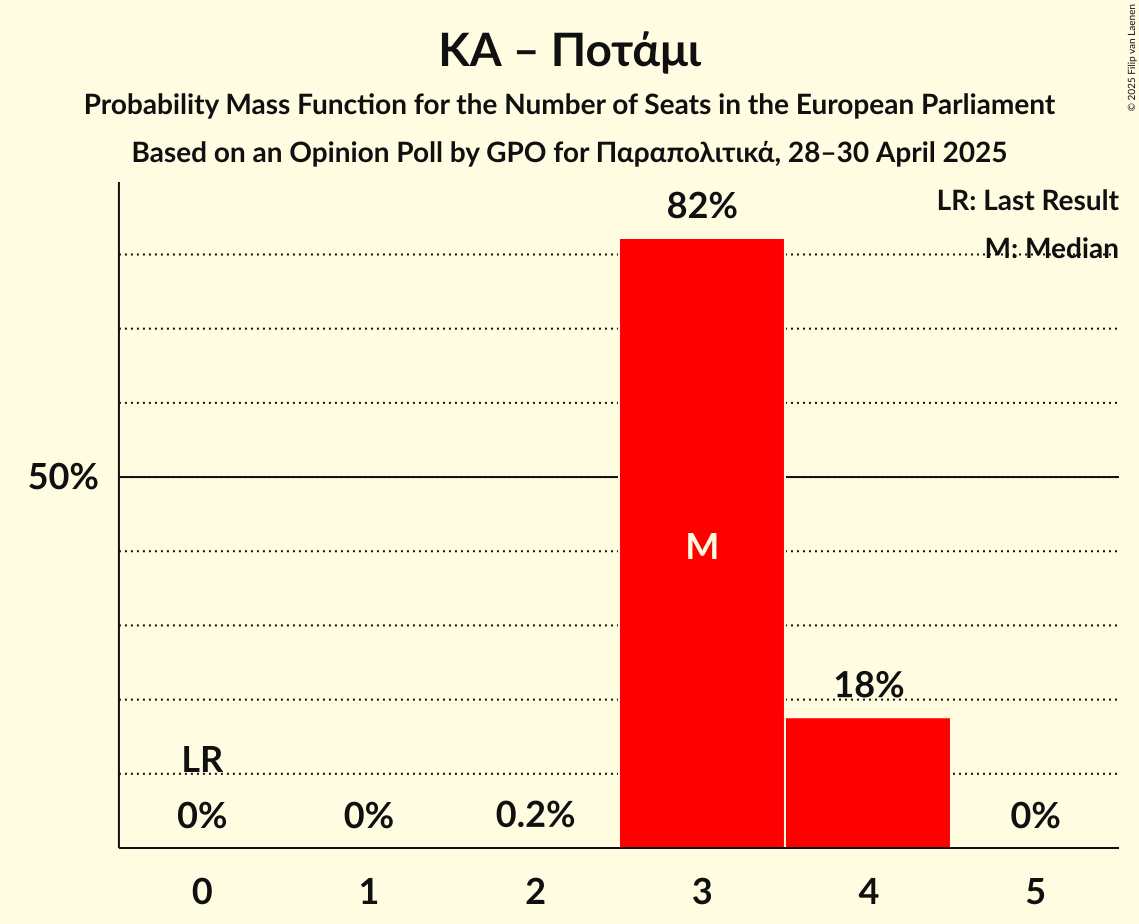 ΚΑ – Ποτάμι
Probability Mass Function for the Number of Seats in the European Parliament
Based on an Opinion Poll by GPO for Παραπολιτικά, 28–30 April 2025
© 2025 Filip van Laenen
LR: Last Result
M: Median
82%
50%
M
18%
LR
0%
0%
0.2%
0%
0
1
2
3
4
5